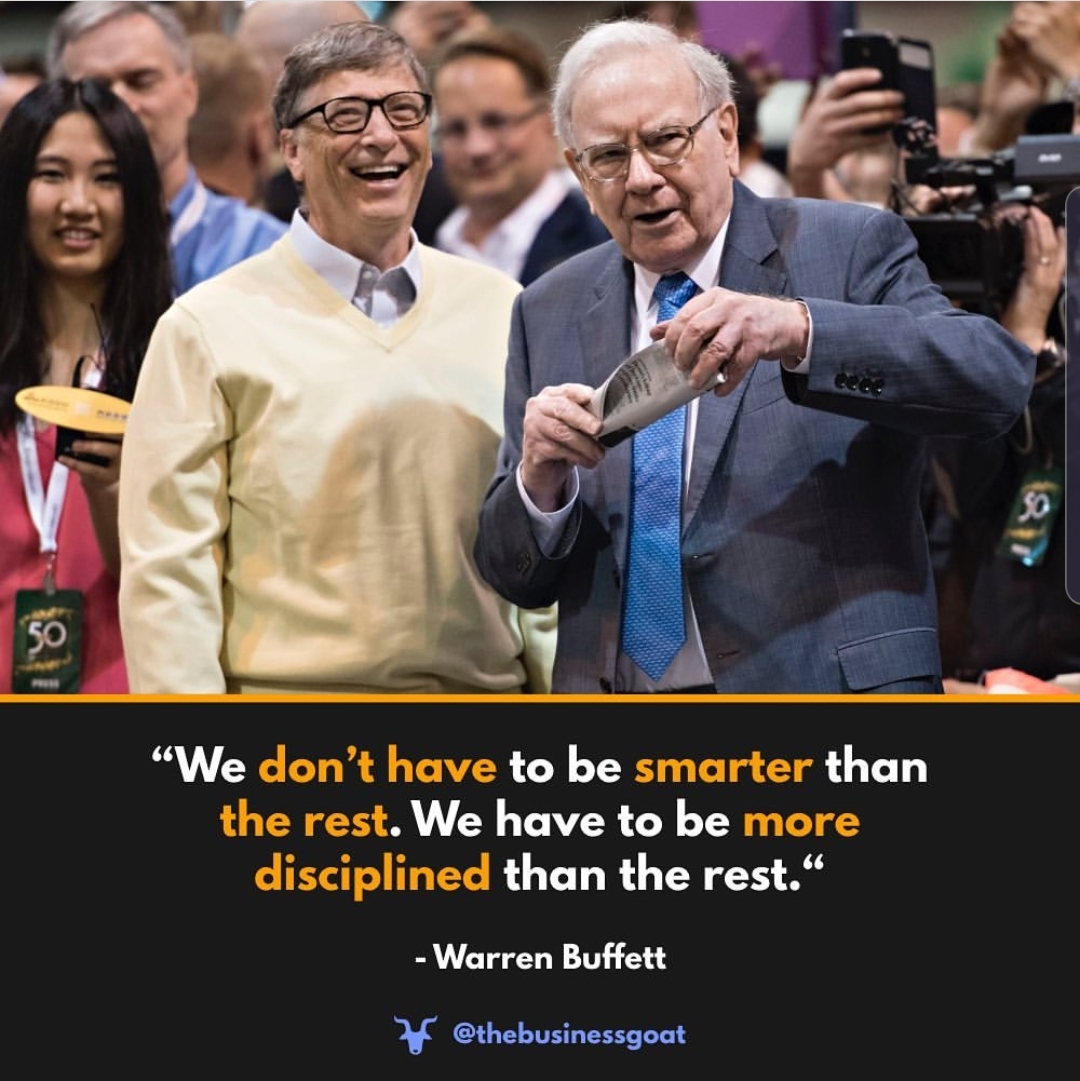 50
PRESS
50
“We don’t have to be smarter than
the rest. We have to be more
disciplined than the rest.“
- Warren Buffett
@thebusinessgoat